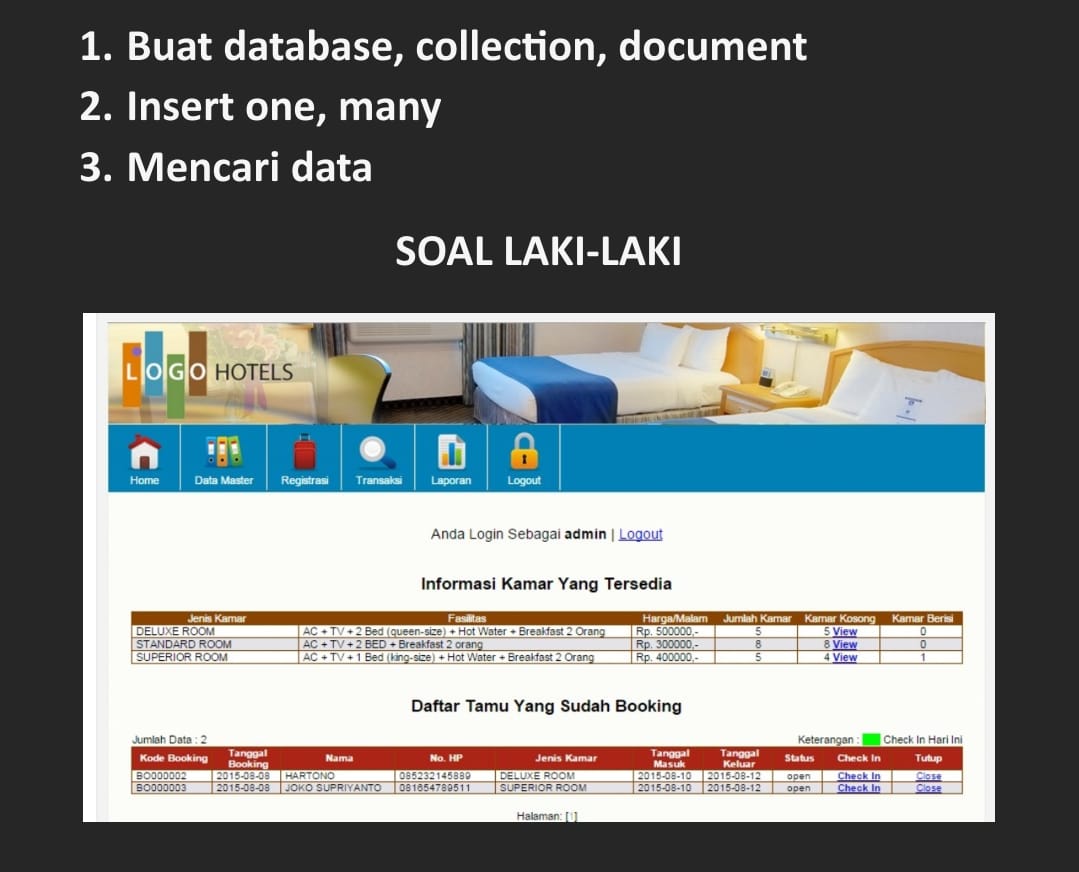 1. Buat database, collection, document
2. Insert one, many
3. Mencari data
SOAL LAKI-LAKI
LOGO HOTELS
Home Data Master Registrasi Transaksi Laporan Logout
Anda Login Sebagai admin | Logout
Informasi Kamar Yang Tersedia
Jenis Kamar Fasilitas Harga/Malam Jumlah Kamar Kamar Kosong Kamar Berisi
DELUXE ROOM AC + TV + 2 Bed (queen-size) + Hot Water + Breakfast 2 Orang Rp. 500000,- 5 5 View 0
STANDARD ROOM AC + TV + 2 BED + Breakfast 2 orang Rp. 300000,- 8 8 View 0
SUPERIOR ROOM AC + TV + 1 Bed (king-size) + Hot Water + Breakfast 2 Orang Rp. 400000,- 5 4 View 1
Daftar Tamu Yang Sudah Booking
Jumlah Data : 2 Keterangan : Check In Hari Ini
Kode Booking Tanggal Booking Nama No. HP Jenis Kamar Tanggal Masuk Tanggal Keluar Status Check In Tutup
BO000002 2015-08-08 HARTONO 085232145889 DELUXE ROOM 2015-08-10 2015-08-12 open Check In Close
BO000003 2015-08-08 JOKO SUPRIYANTO 081654789511 SUPERIOR ROOM 2015-08-10 2015-08-12 open Check In Close
Halaman: [1]